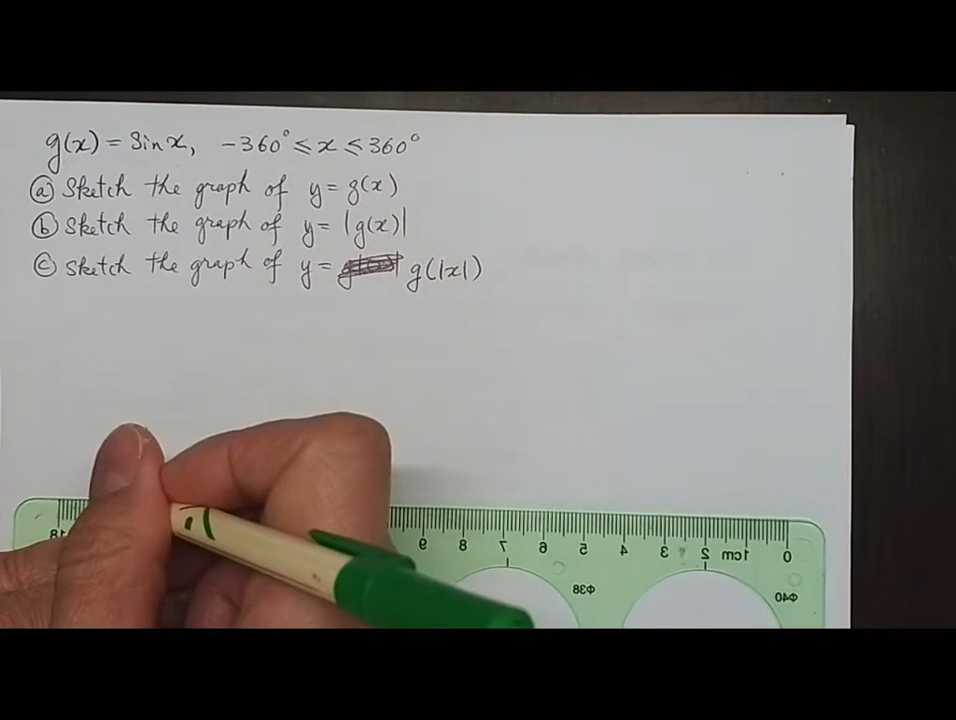 g(x) = Sin x, -360° ≤ x ≤ 360°
ⓐ Sketch the graph of y = g(x)
ⓑ Sketch the graph of y = |g(x)|
ⓒ Sketch the graph of y = g(|x|)
18 9 8 7 6 5 4 3 2 1cm 0
Φ38 Φ40